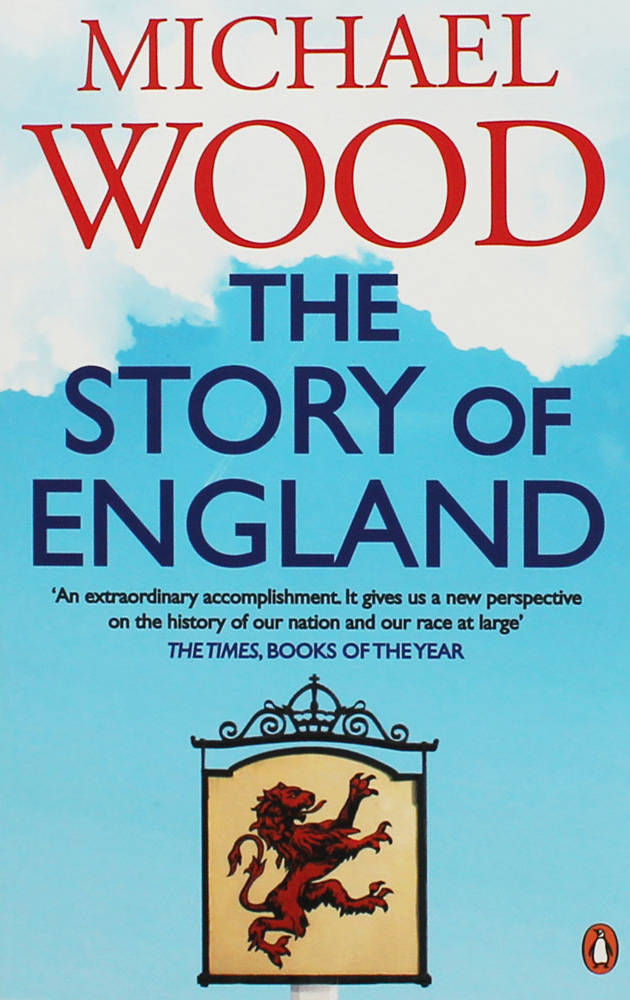 MICHAEL
WOOD
THE
STORY OF
ENGLAND
‘An extraordinary accomplishment. It gives us a new perspective
on the history of our nation and our race at large’
THE TIMES, BOOKS OF THE YEAR